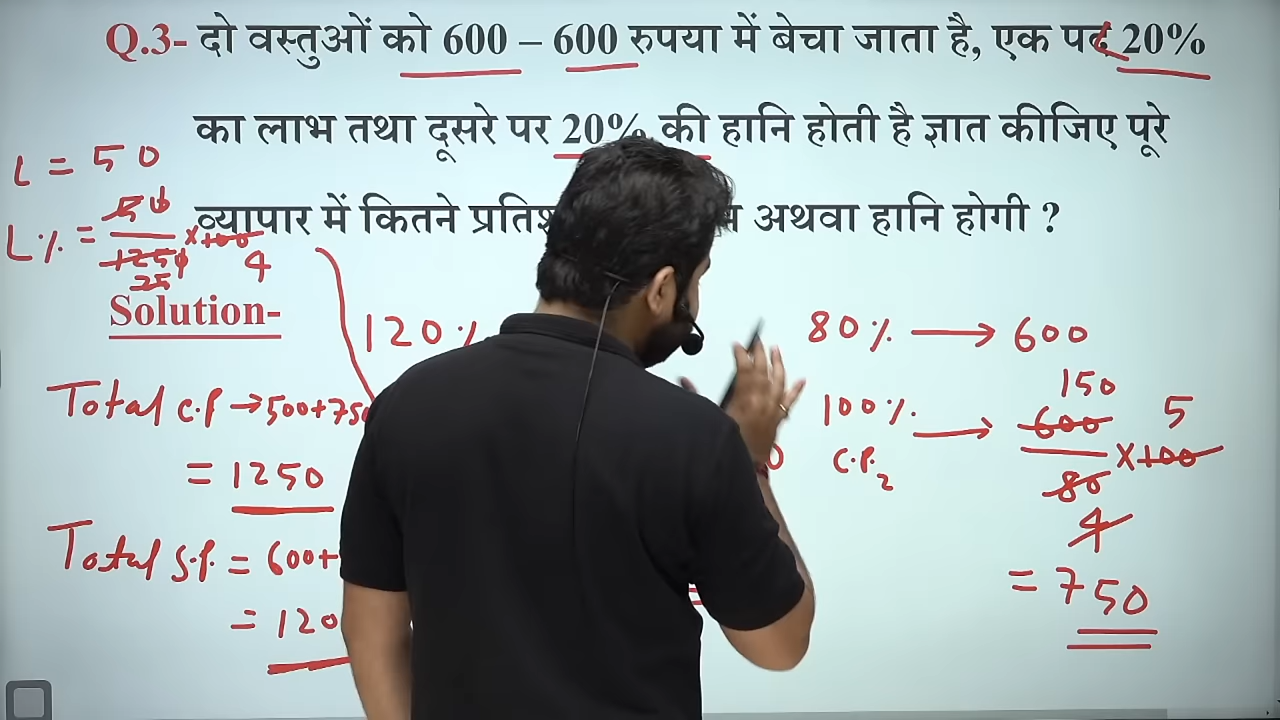 Q.3- दो वस्तुओं को 600 – 600 रुपया में बेचा जाता है, एक पर 20%
का लाभ तथा दूसरे पर 20% की हानि होती है ज्ञात कीजिए पूरे
L = 50
व्यापार में कितने अथवा हानि होगी ?
L% = 50 / 1250 × 100
25
4
Solution-
120%
80% → 600
Total C.P → 500+750
100% → 600 / 80 × 100
150
5
C.P.2
4
= 1250
= 750
Total S.P. = 600+
= 120